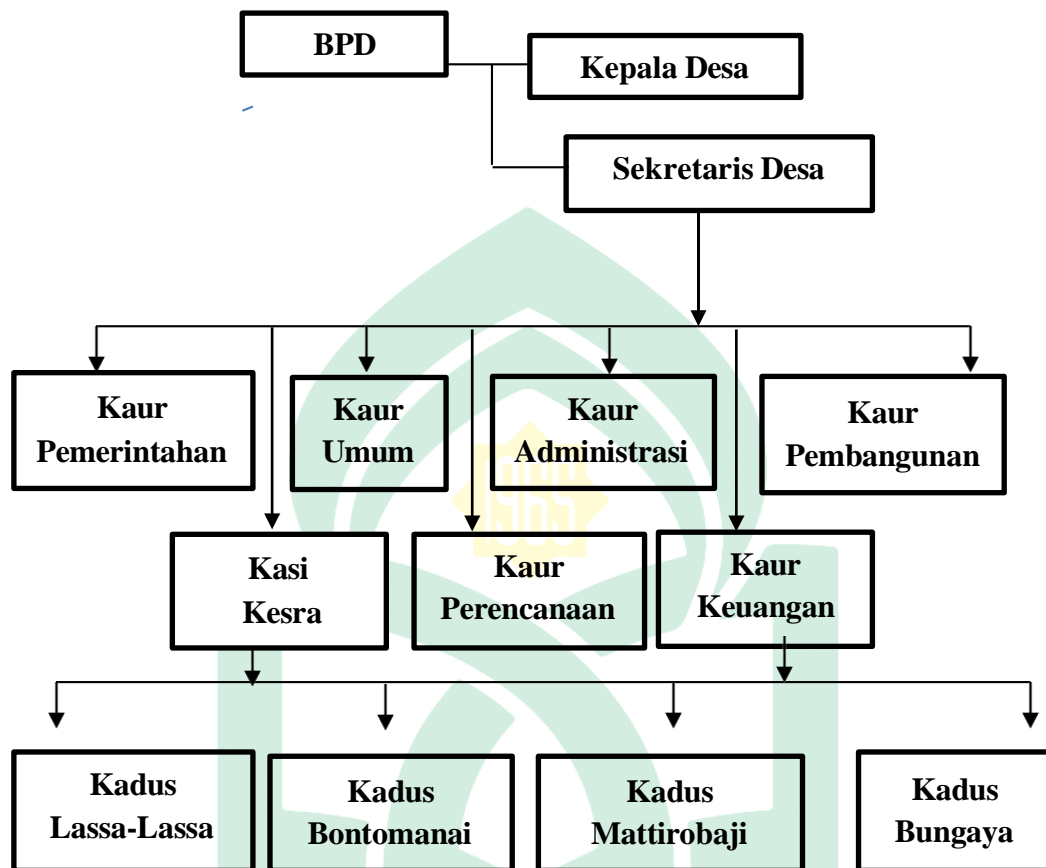 BPD
Kepala Desa
Sekretaris Desa
Kaur
Pemerintahan
Kaur
Umum
Kaur
Administrasi
Kaur
Pembangunan
Kasi
Kesra
Kaur
Perencanaan
Kaur
Keuangan
Kadus
Lassa-Lassa
Kadus
Bontomanai
Kadus
Mattirobaji
Kadus
Bungaya